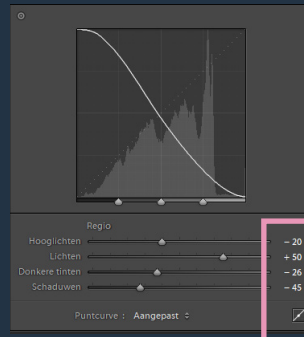 Regio
Hooglichten - 20
Lichten + 50
Donkere tinten - 26
Schaduwen - 45
Puntcurve : Aangepast